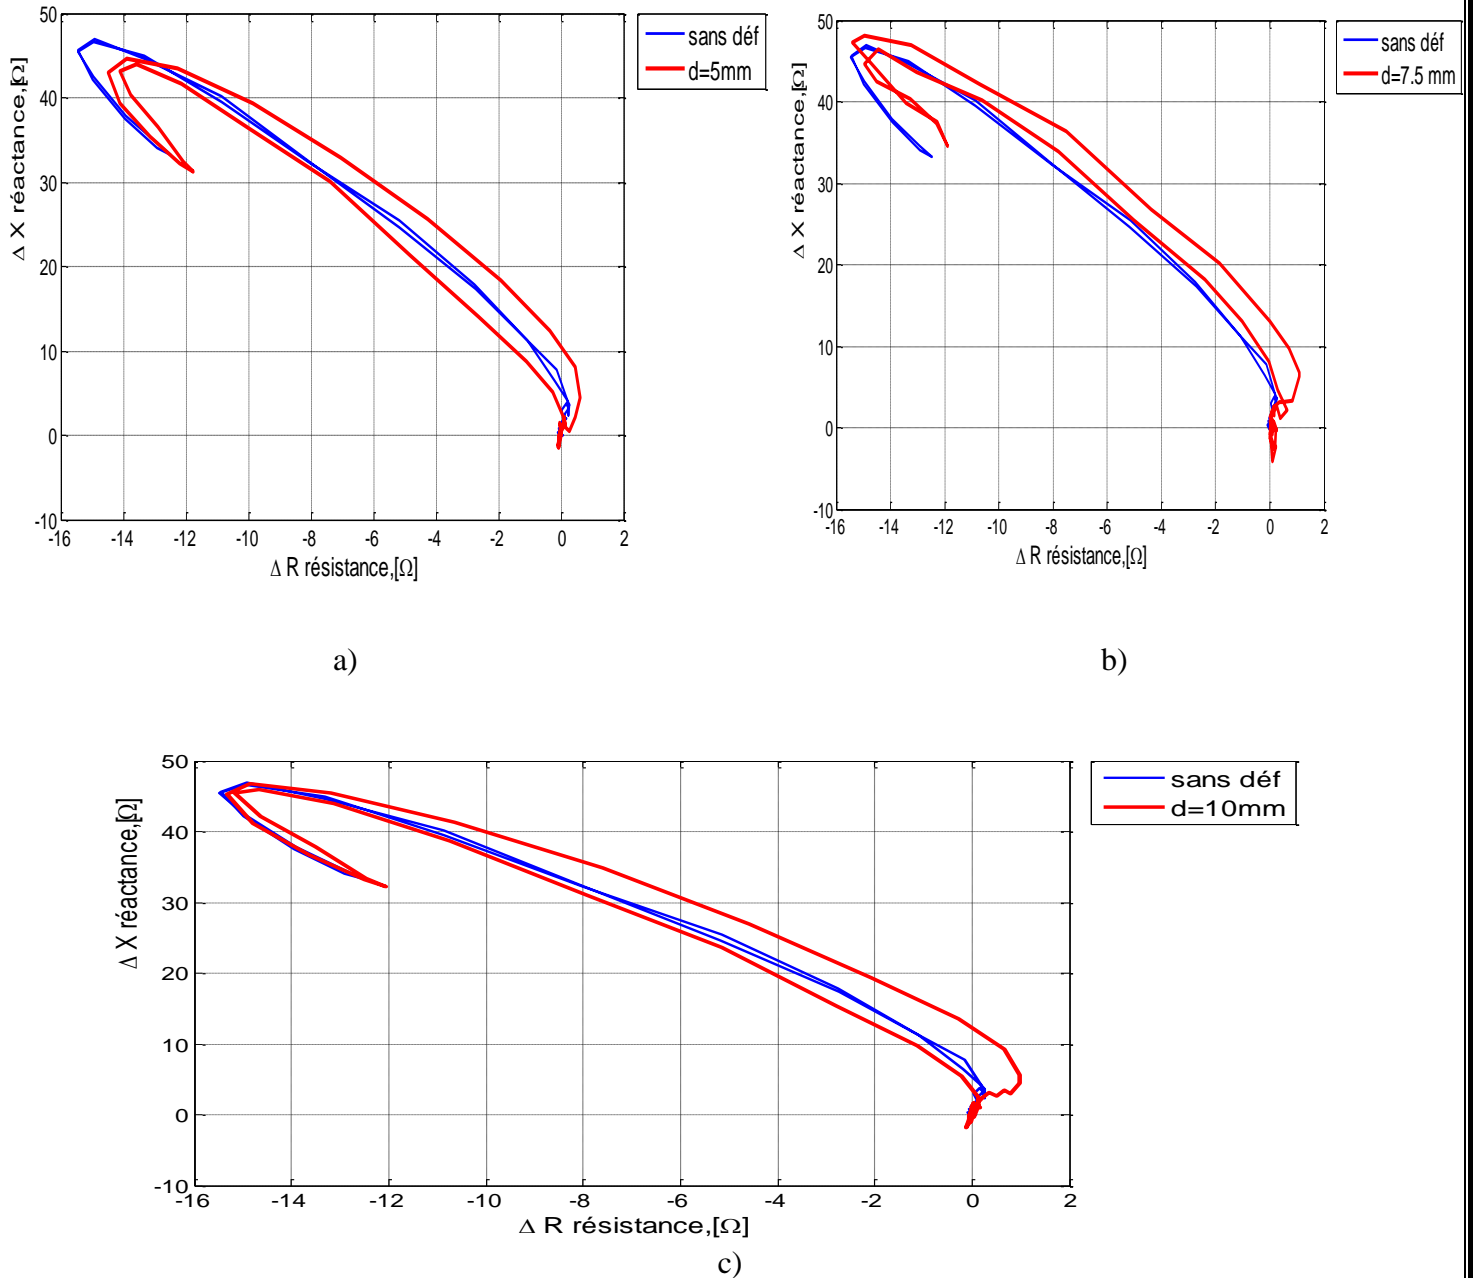 50
40
30
20
10
0
-10
-16 -14 -12 -10 -8 -6 -4 -2 0 2
Δ X réactance,[Ω]
Δ R résistance,[Ω]
sans déf
d=5mm
a)
50
40
30
20
10
0
-10
-16 -14 -12 -10 -8 -6 -4 -2 0 2
Δ X réactance,[Ω]
Δ R résistance,[Ω]
sans déf
d=7.5 mm
b)
50
40
30
20
10
0
-10
-16 -14 -12 -10 -8 -6 -4 -2 0 2
Δ X réactance,[Ω]
Δ R résistance,[Ω]
sans déf
d=10mm
c)